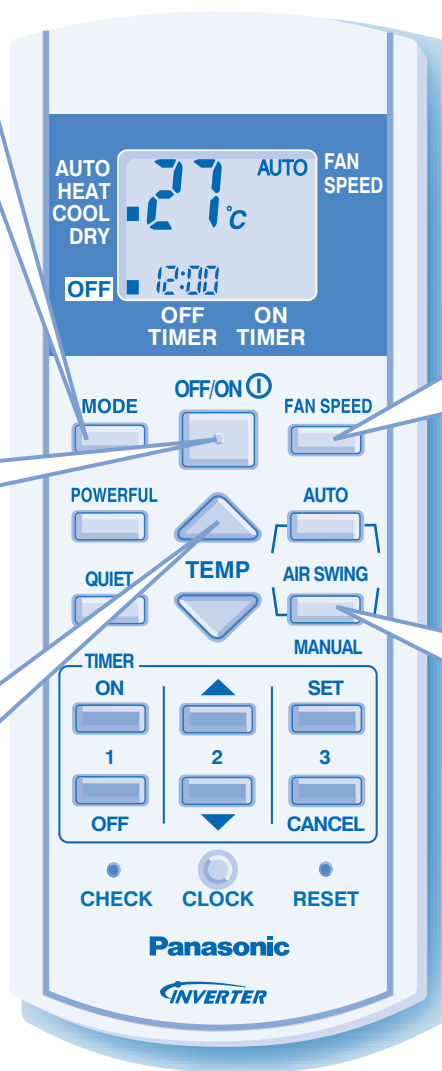 AUTO
HEAT
COOL
DRY
27°C
AUTO
FAN
SPEED
OFF
12:00
OFF
TIMER
ON
TIMER
MODE
OFF/ON
FAN SPEED
POWERFUL
AUTO
QUIET
TEMP
AIR SWING
MANUAL
TIMER
ON
SET
1
2
3
OFF
CANCEL
CHECK
CLOCK
RESET
Panasonic
INVERTER